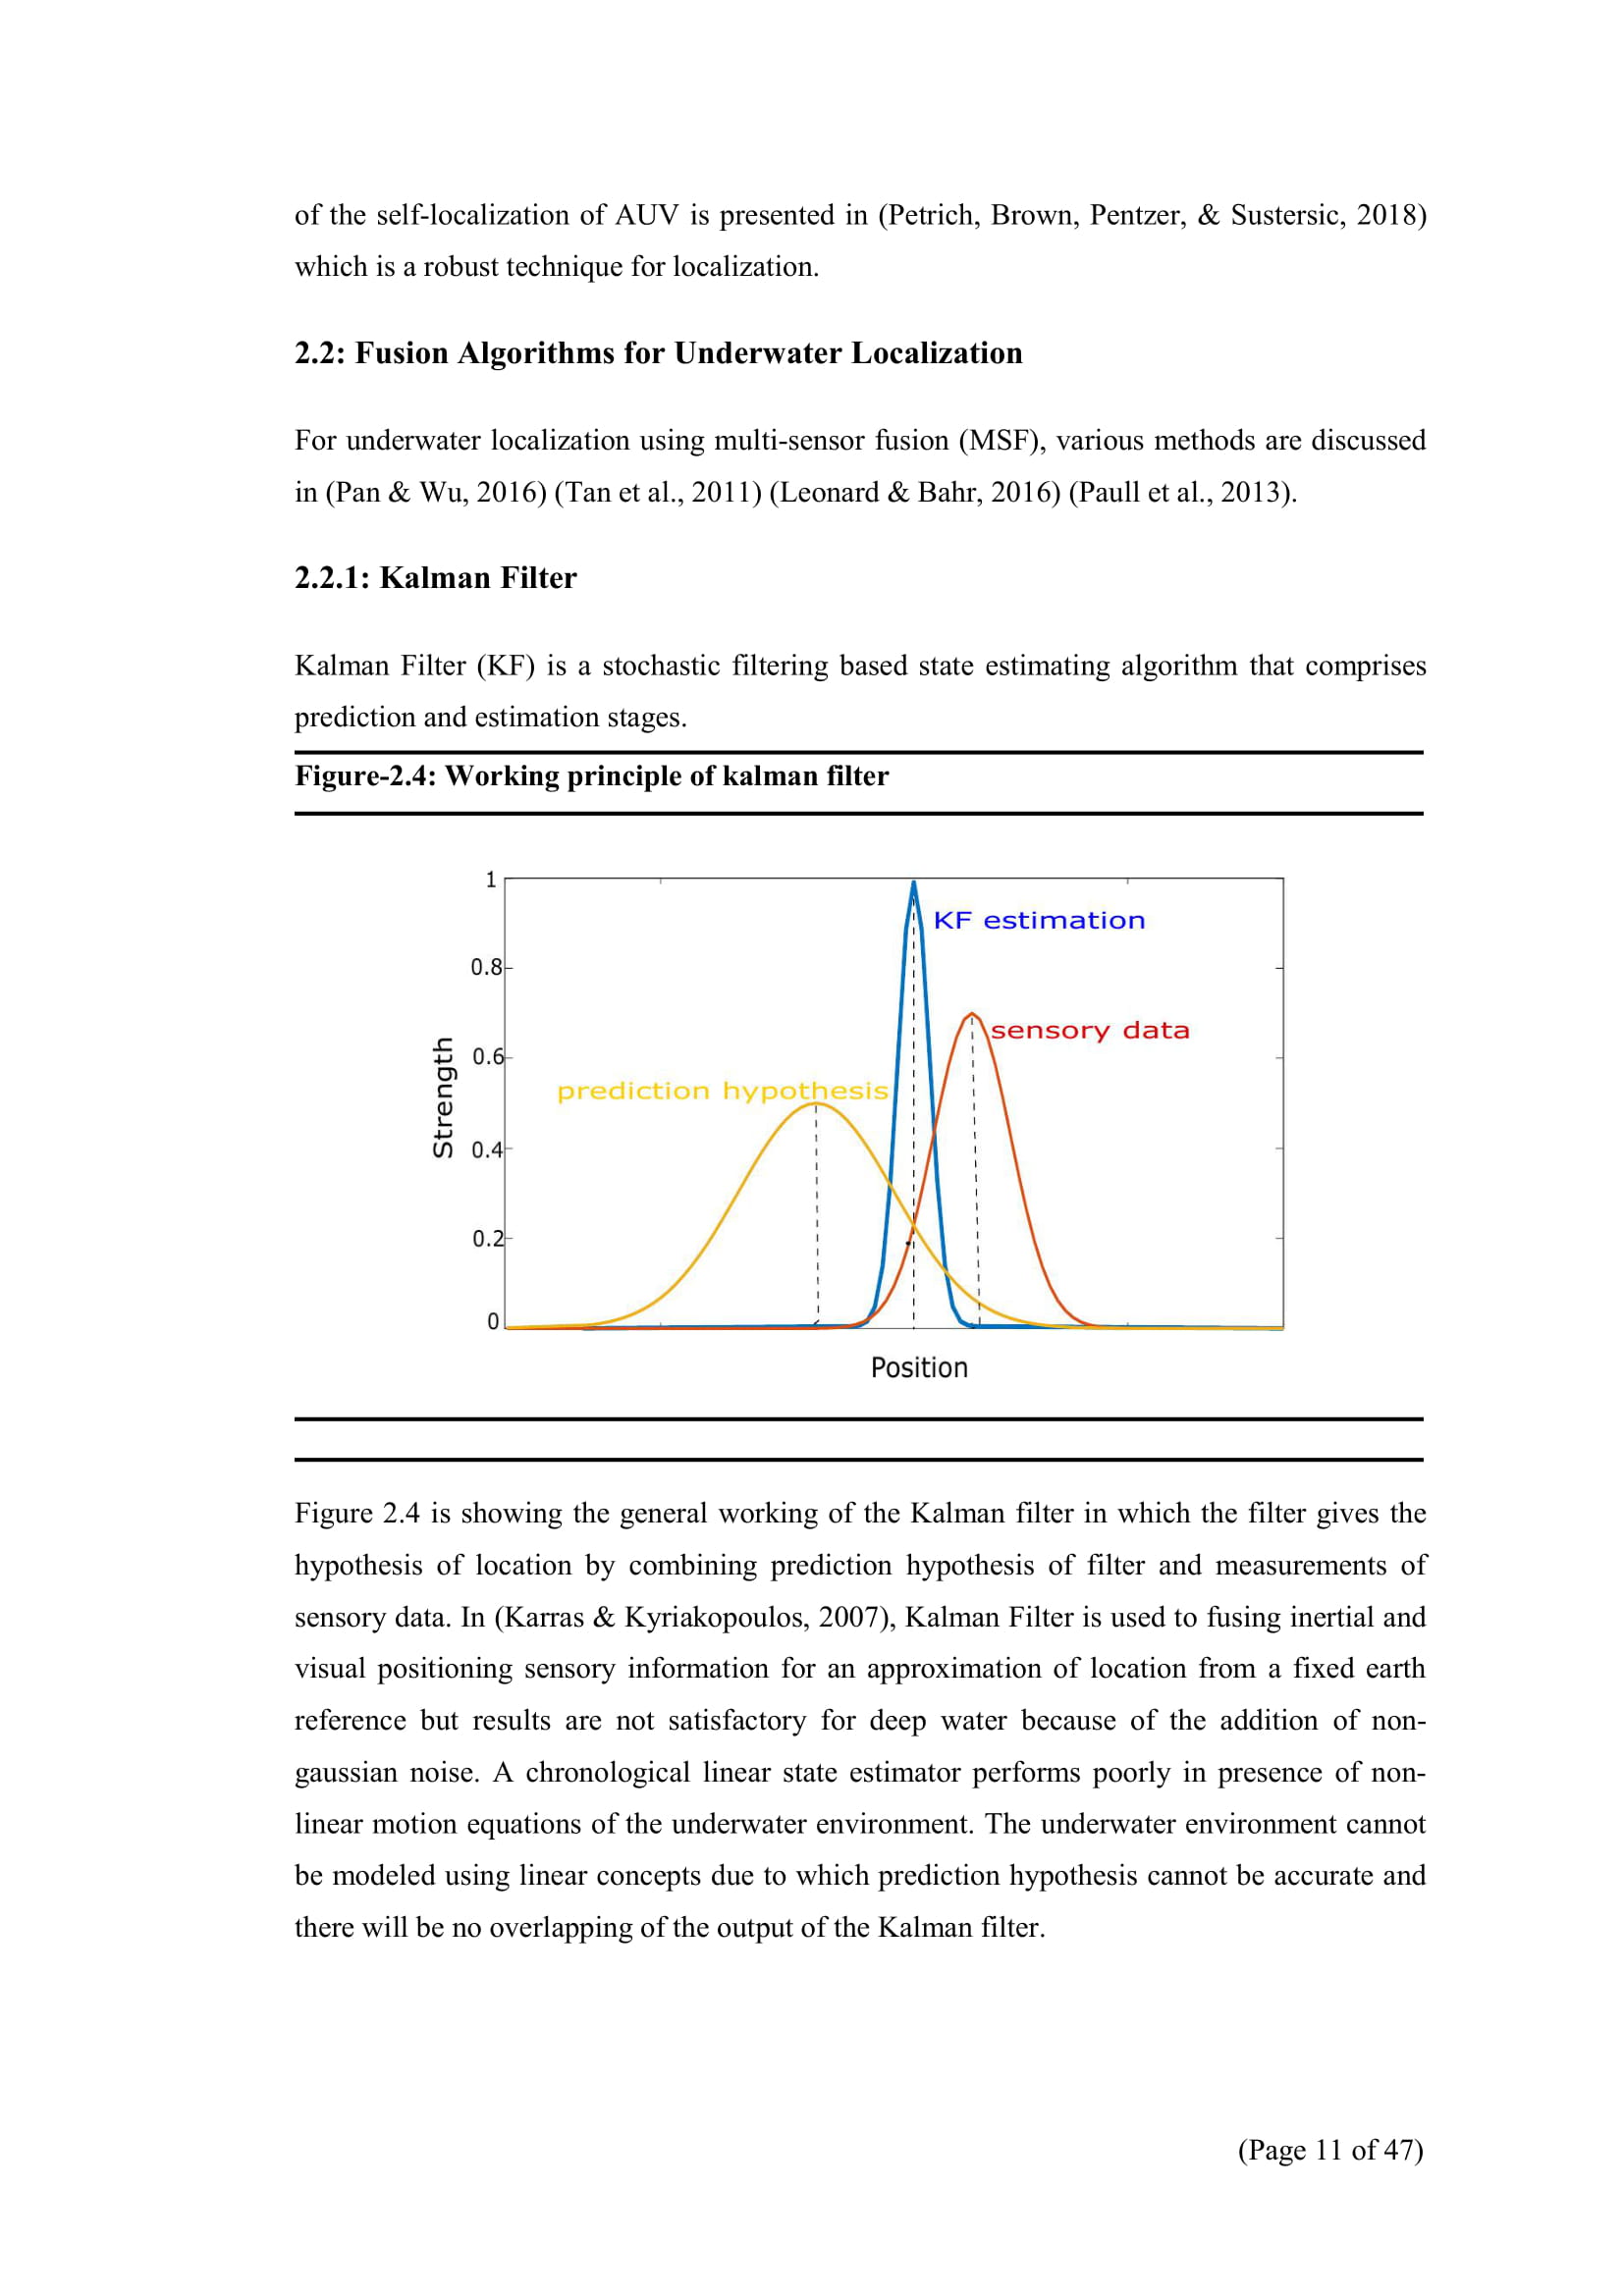 of the self-localization of AUV is presented in (Petrich, Brown, Pentzer, & Sustersic, 2018)
which is a robust technique for localization.
2.2: Fusion Algorithms for Underwater Localization
For underwater localization using multi-sensor fusion (MSF), various methods are discussed
in (Pan & Wu, 2016) (Tan et al., 2011) (Leonard & Bahr, 2016) (Paull et al., 2013).
2.2.1: Kalman Filter
Kalman Filter (KF) is a stochastic filtering based state estimating algorithm that comprises
prediction and estimation stages.
Figure-2.4: Working principle of kalman filter
1
KF estimation
0.8
sensory data
0.6
prediction hypothesis
Strength
0.4
0.2
0
Position
Figure 2.4 is showing the general working of the Kalman filter in which the filter gives the
hypothesis of location by combining prediction hypothesis of filter and measurements of
sensory data. In (Karras & Kyriakopoulos, 2007), Kalman Filter is used to fusing inertial and
visual positioning sensory information for an approximation of location from a fixed earth
reference but results are not satisfactory for deep water because of the addition of non-
gaussian noise. A chronological linear state estimator performs poorly in presence of non-
linear motion equations of the underwater environment. The underwater environment cannot
be modeled using linear concepts due to which prediction hypothesis cannot be accurate and
there will be no overlapping of the output of the Kalman filter.
(Page 11 of 47)